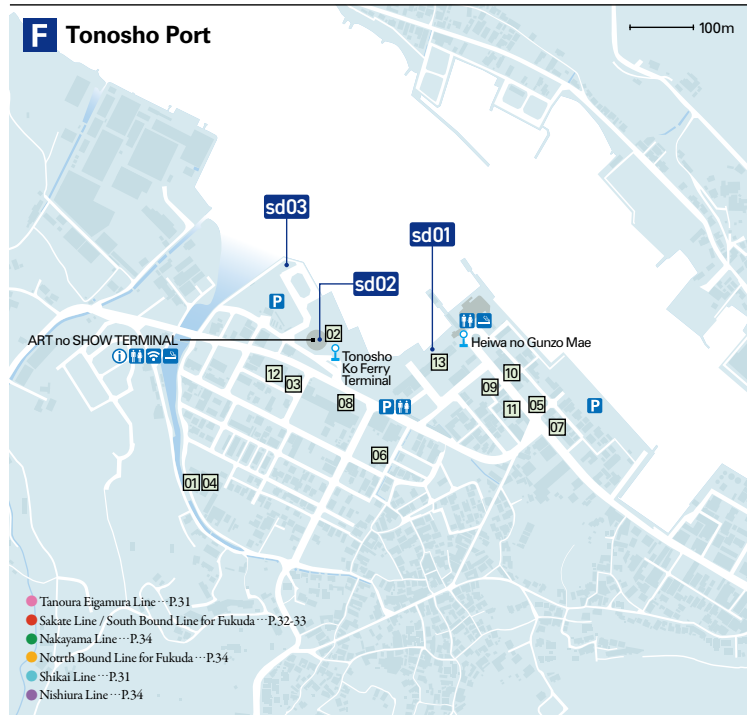 F Tonosho Port
100m
sd03
sd01
sd02
P
ART no SHOW TERMINAL
i
02
Tonosho
Ko Ferry
Terminal
Heiwa no Gunzo Mae
13
12
03
10
09
08
P
11
05
P
07
06
01 04
Tanoura Eigamura Line…P.31
Sakate Line / South Bound Line for Fukuda…P.32-33
Nakayama Line…P.34
Notrth Bound Line for Fukuda…P.34
Shikai Line…P.31
Nishiura Line…P.34